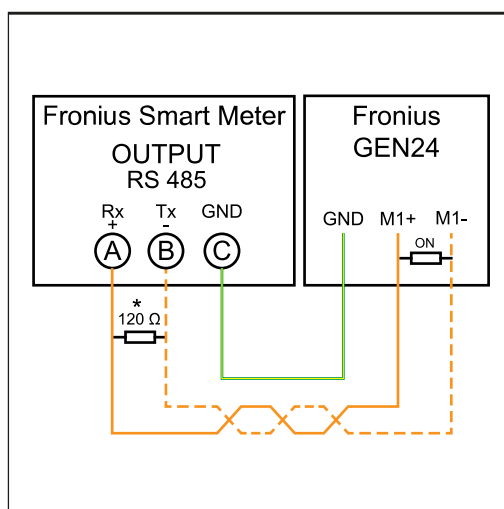 Fronius Smart Meter
OUTPUT
RS 485
Rx Tx GND
+ -
A B C
*
120 Ω
Fronius
GEN24
GND M1+ M1-
ON